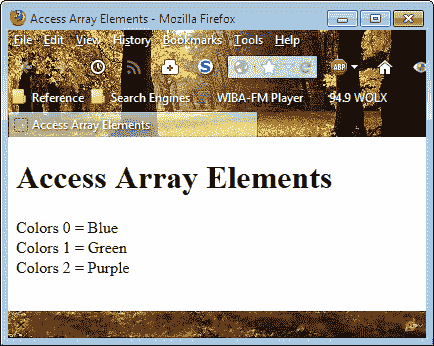 Access Array Elements - Mozilla Firefox
File Edit View History Bookmarks Tools Help
S ABP
Reference Search Engines WIBA-FM Player 94.9 WOLX
Access Array Elements
Access Array Elements
Colors 0 = Blue
Colors 1 = Green
Colors 2 = Purple